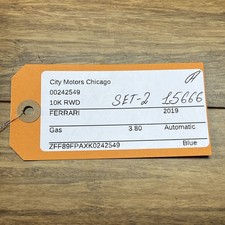 City Motors Chicago
00242549
10K RWD SET-2 15666
FERRARI 2019
Gas 3.80 Automatic
ZFF89FPAXK0242549 Blue